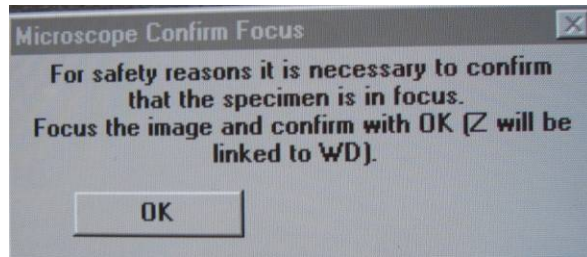 Microscope Confirm Focus
For safety reasons it is necessary to confirm
that the specimen is in focus.
Focus the image and confirm with OK (Z will be
linked to WD).
OK